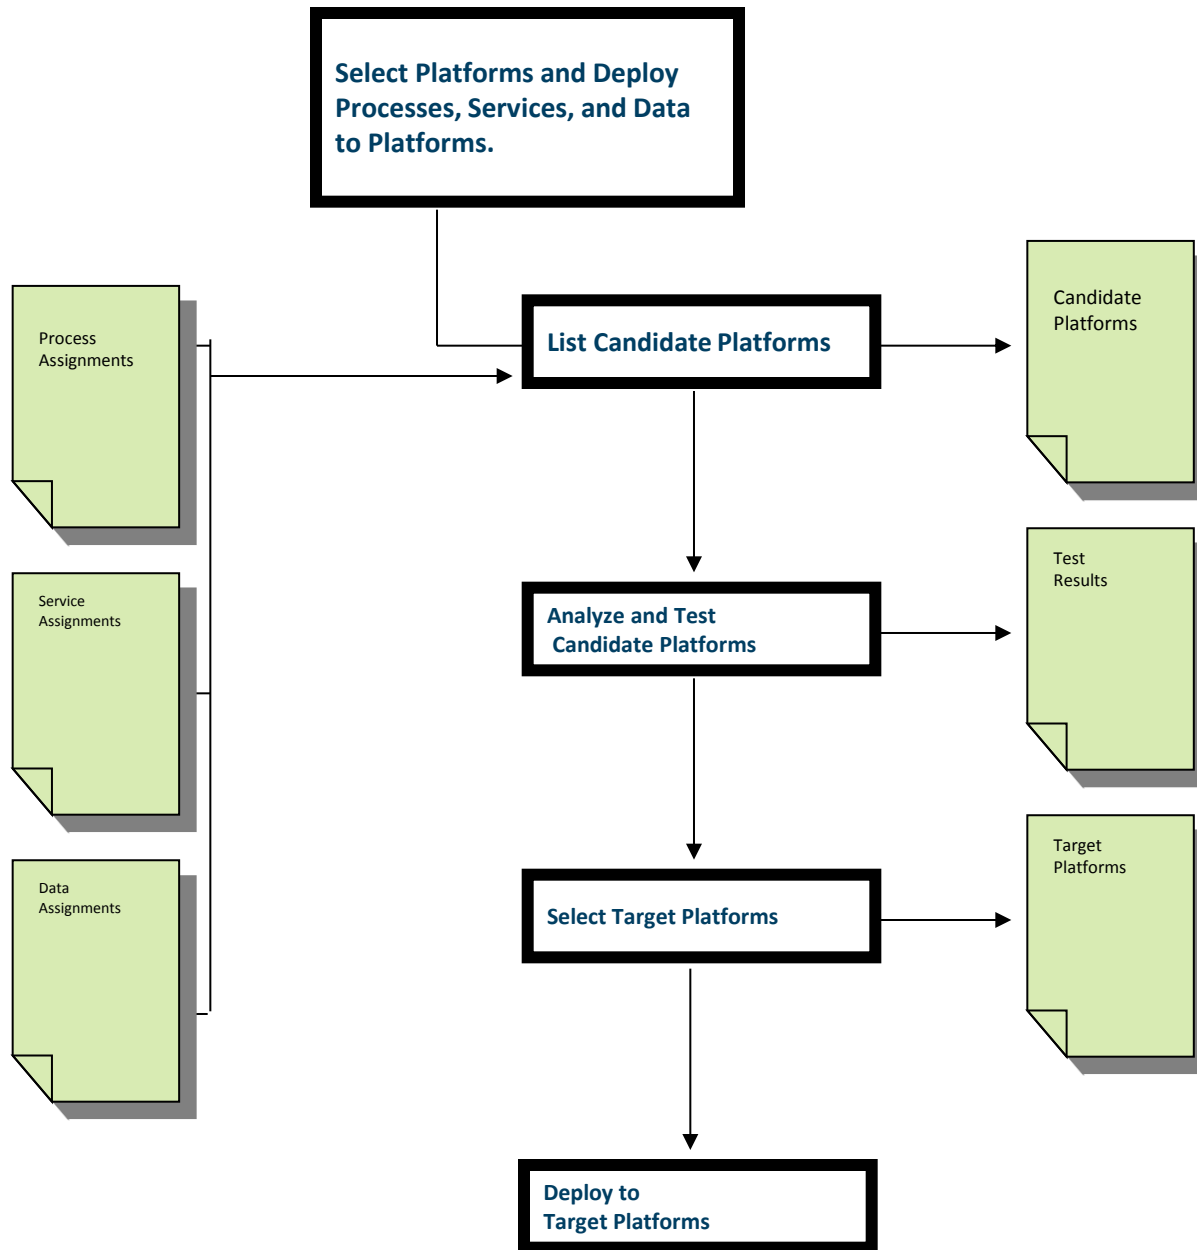 Select Platforms and Deploy
Processes, Services, and Data
to Platforms.
Process
Assignments
List Candidate Platforms
Candidate
Platforms
Service
Assignments
Analyze and Test
Candidate Platforms
Test
Results
Data
Assignments
Select Target Platforms
Target
Platforms
Deploy to
Target Platforms